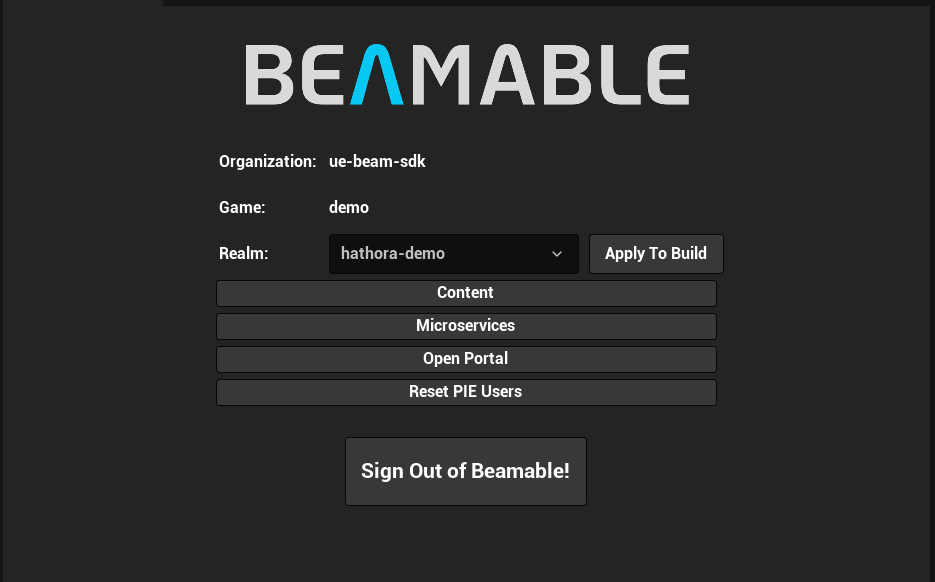 BEAMABLE
Organization: ue-beam-sdk
Game: demo
Realm: hathora-demo Apply To Build
Content
Microservices
Open Portal
Reset PIE Users
Sign Out of Beamable!